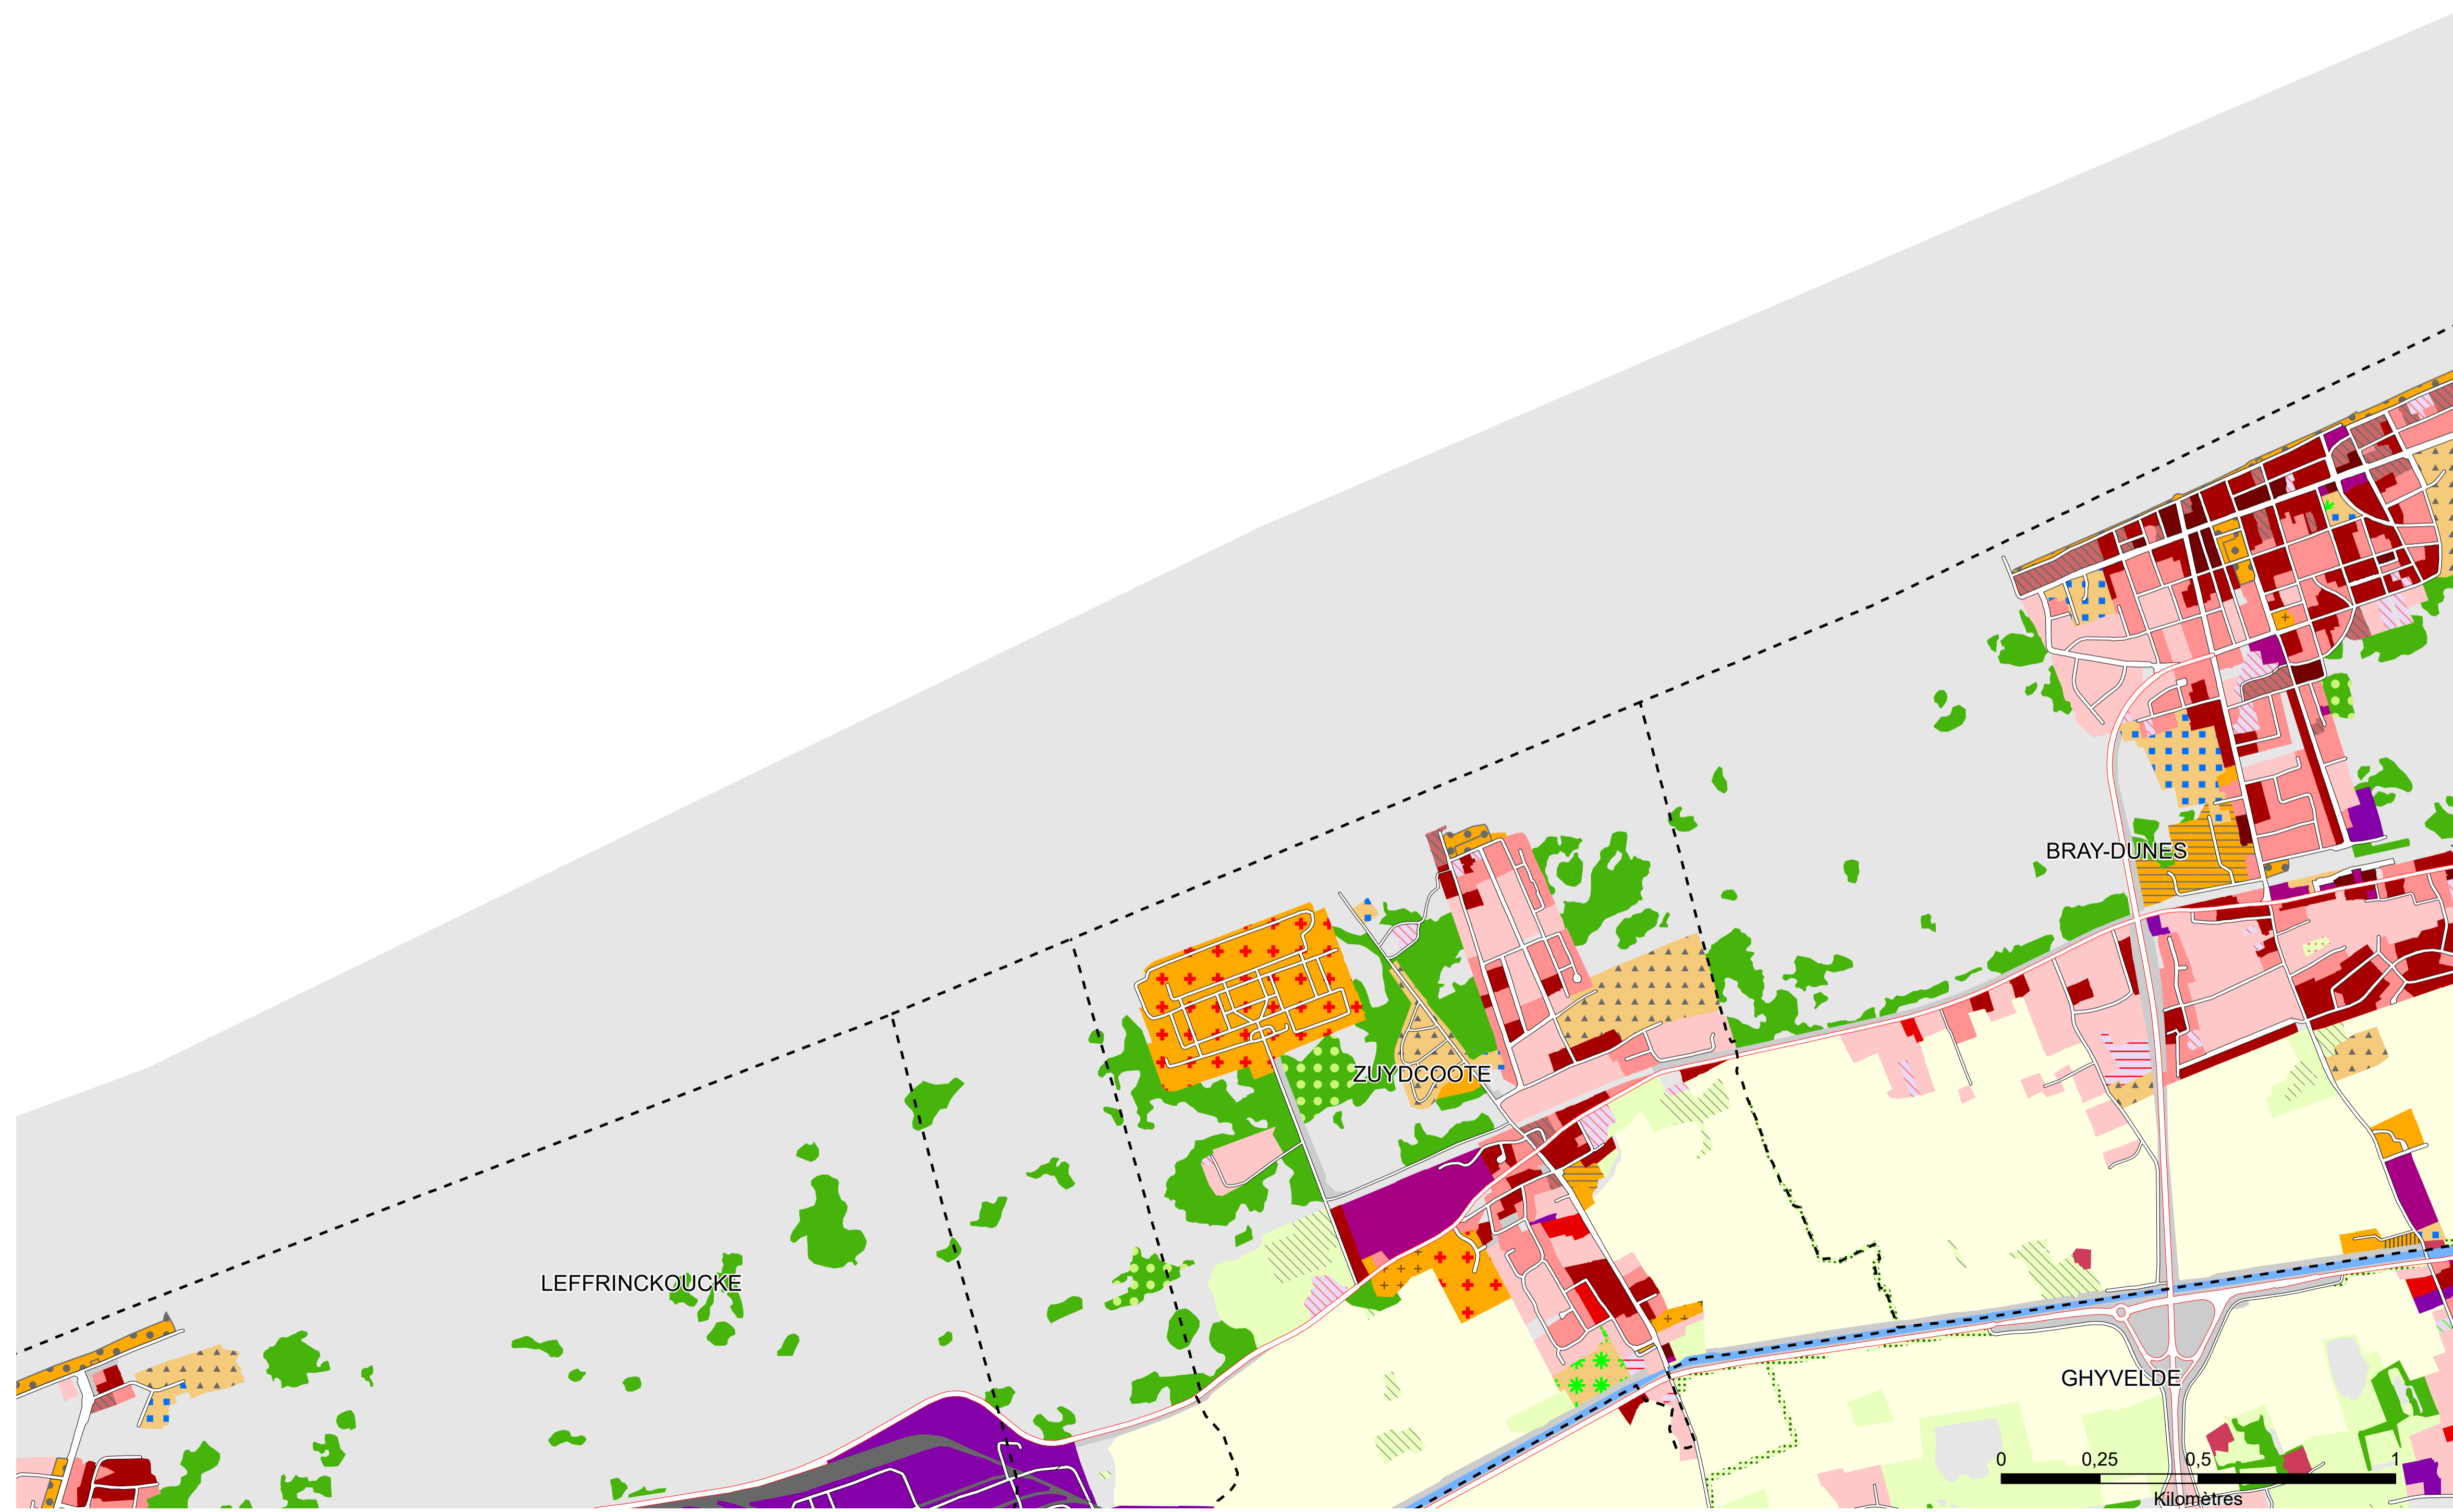 BRAY-DUNES
ZUYDCOOTE
LEFFRINCKOUCKE
GHYVELDE
0 0,25 0,5 1
Kilomètres